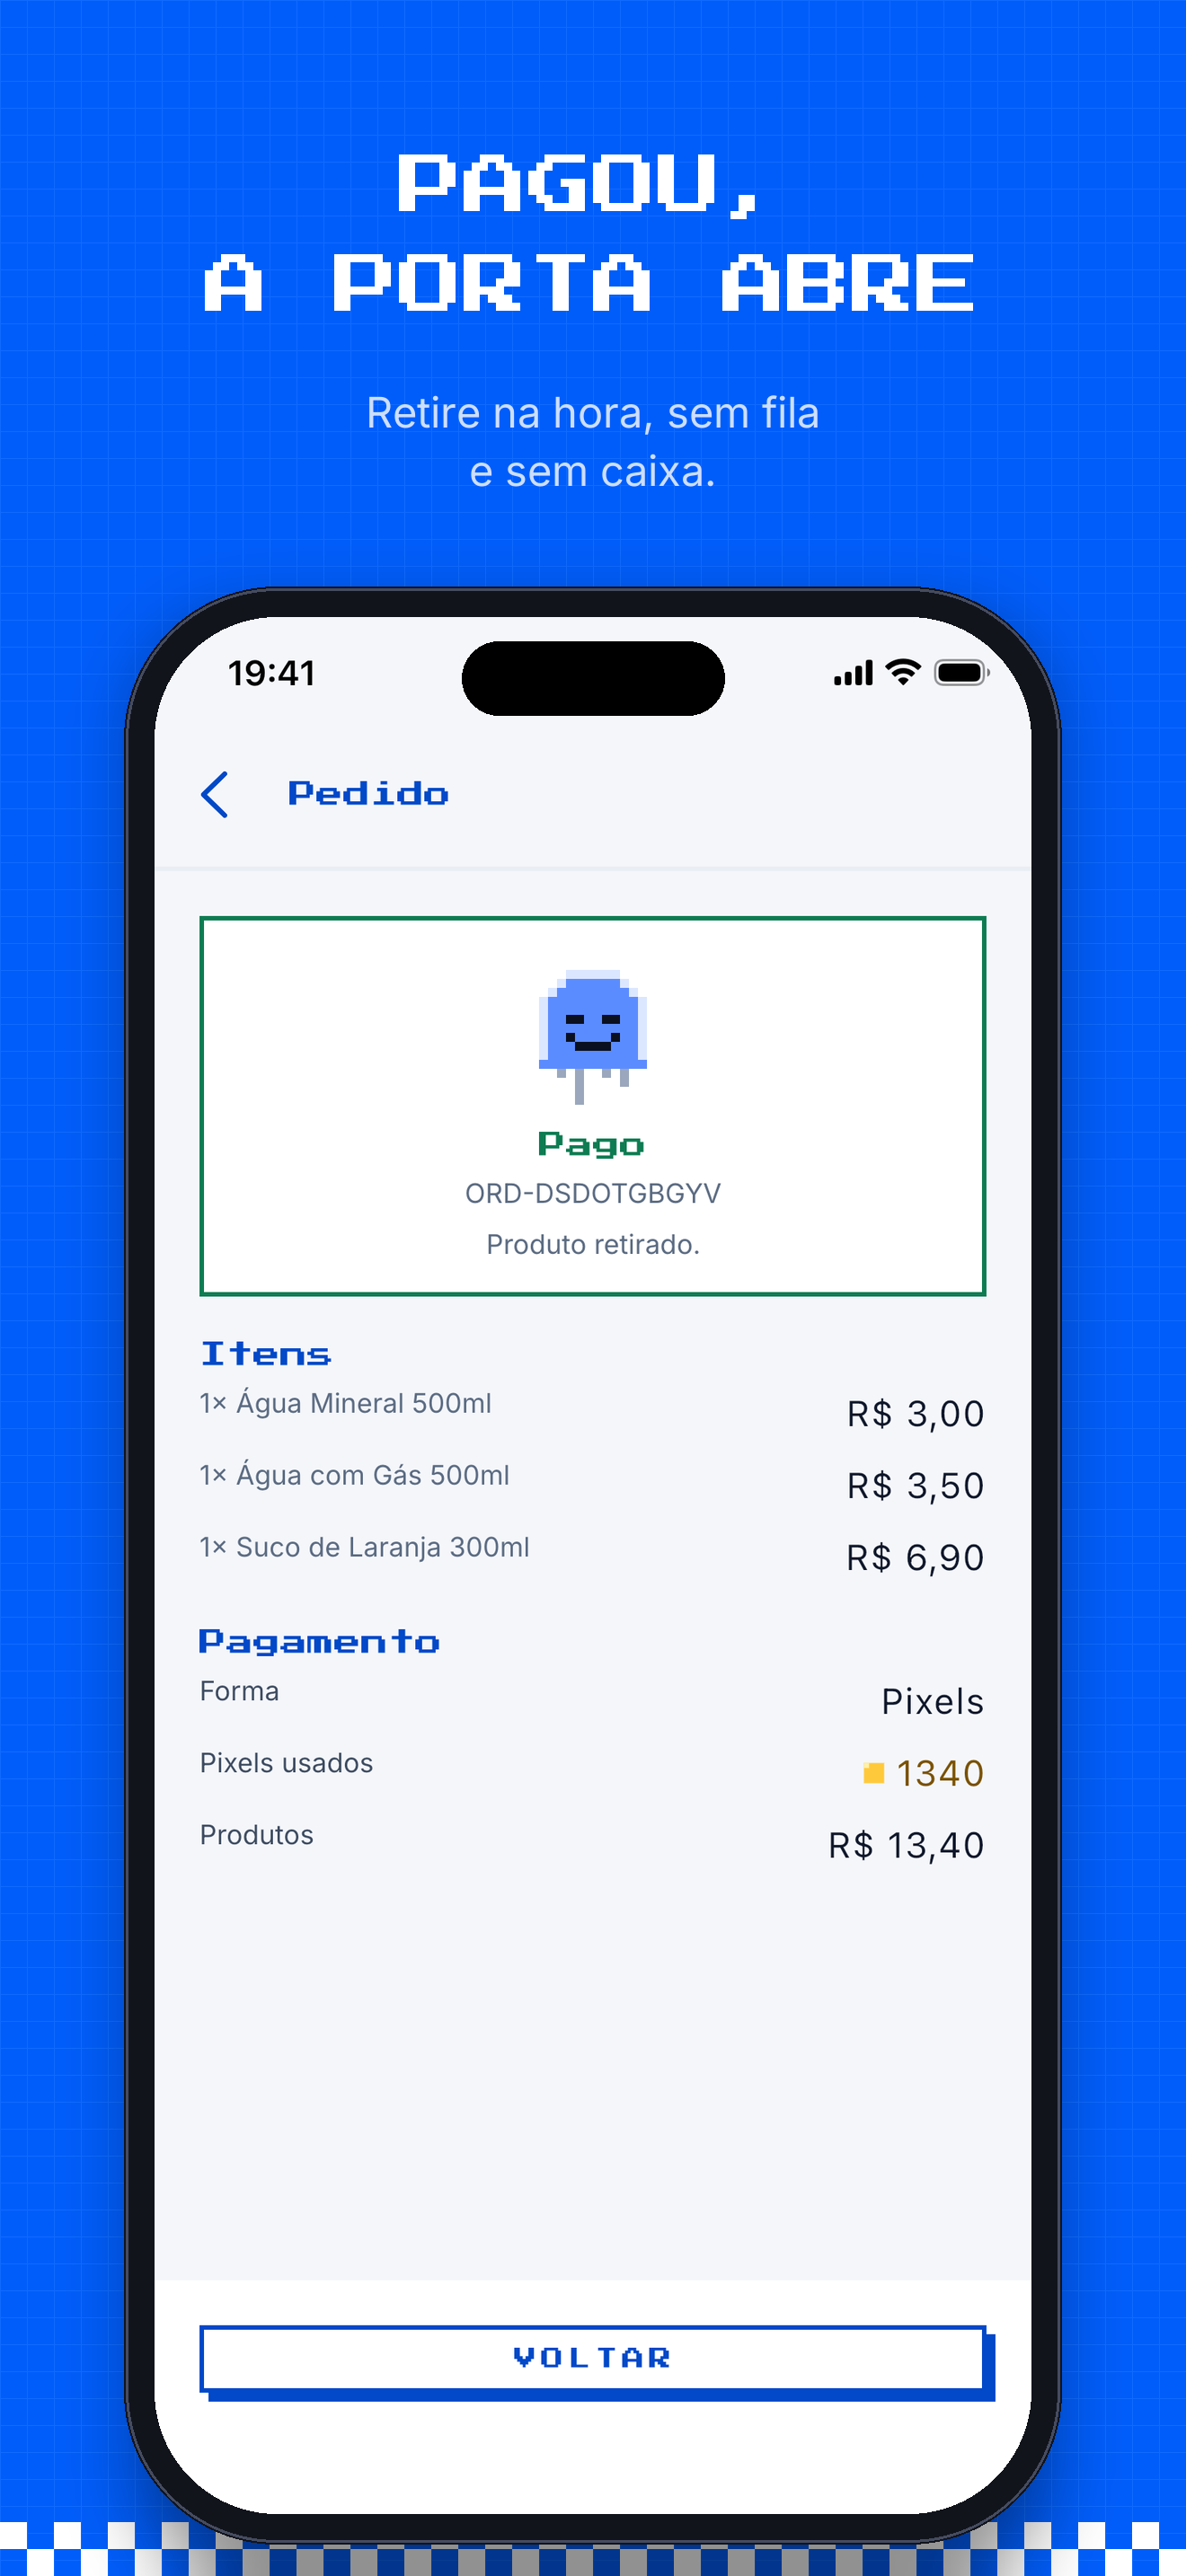 PAGOU,
A PORTA ABRE
Retire na hora, sem fila
e sem caixa.
19:41
Pedido
Pago
ORD-DSDOTGBGYV
Produto retirado.
Itens
1× Água Mineral 500ml R$ 3,00
1× Água com Gás 500ml R$ 3,50
1× Suco de Laranja 300ml R$ 6,90
Pagamento
Forma Pixels
Pixels usados 1340
Produtos R$ 13,40
VOLTAR